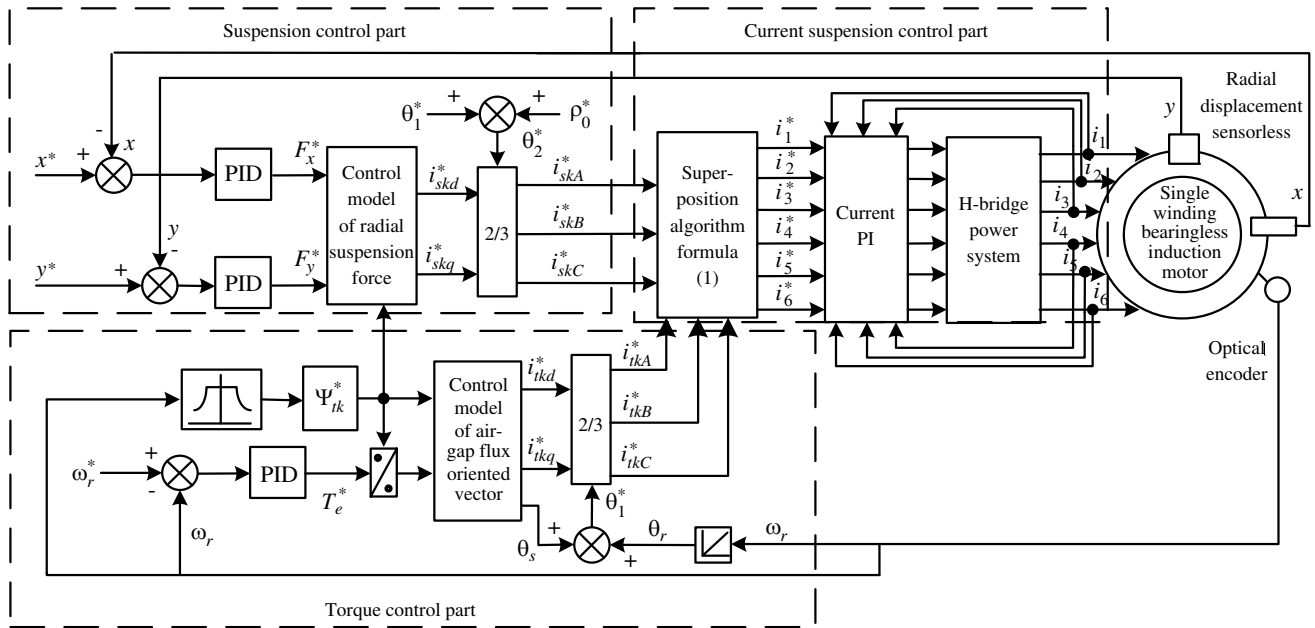 Suspension control part
Current suspension control part
Radial
displacement
sensorless
y
x
-
x
+
x*
PID
F*x
y
-
y*
+
PID
F*y
Control
model
of radial
suspension
force
θ*1
+
+
ρ*0
θ*2
i*skd
i*skq
2/3
i*skA
i*skB
i*skC
Super-
position
algorithm
formula
(1)
i*1
i*2
i*3
i*4
i*5
i*6
Current
PI
H-bridge
power
system
i1
i2
i3
i4
i5
i6
Single
winding
bearingless
induction
motor
Optical
encoder
Ψ*tk
Control
model
of air-
gap flux
oriented
vector
i*tkd
i*tkq
2/3
i*tkA
i*tkB
i*tkC
ω*r
+
-
PID
T*e
ωr
θs
+
θ*1
+
θr
ωr
Torque control part